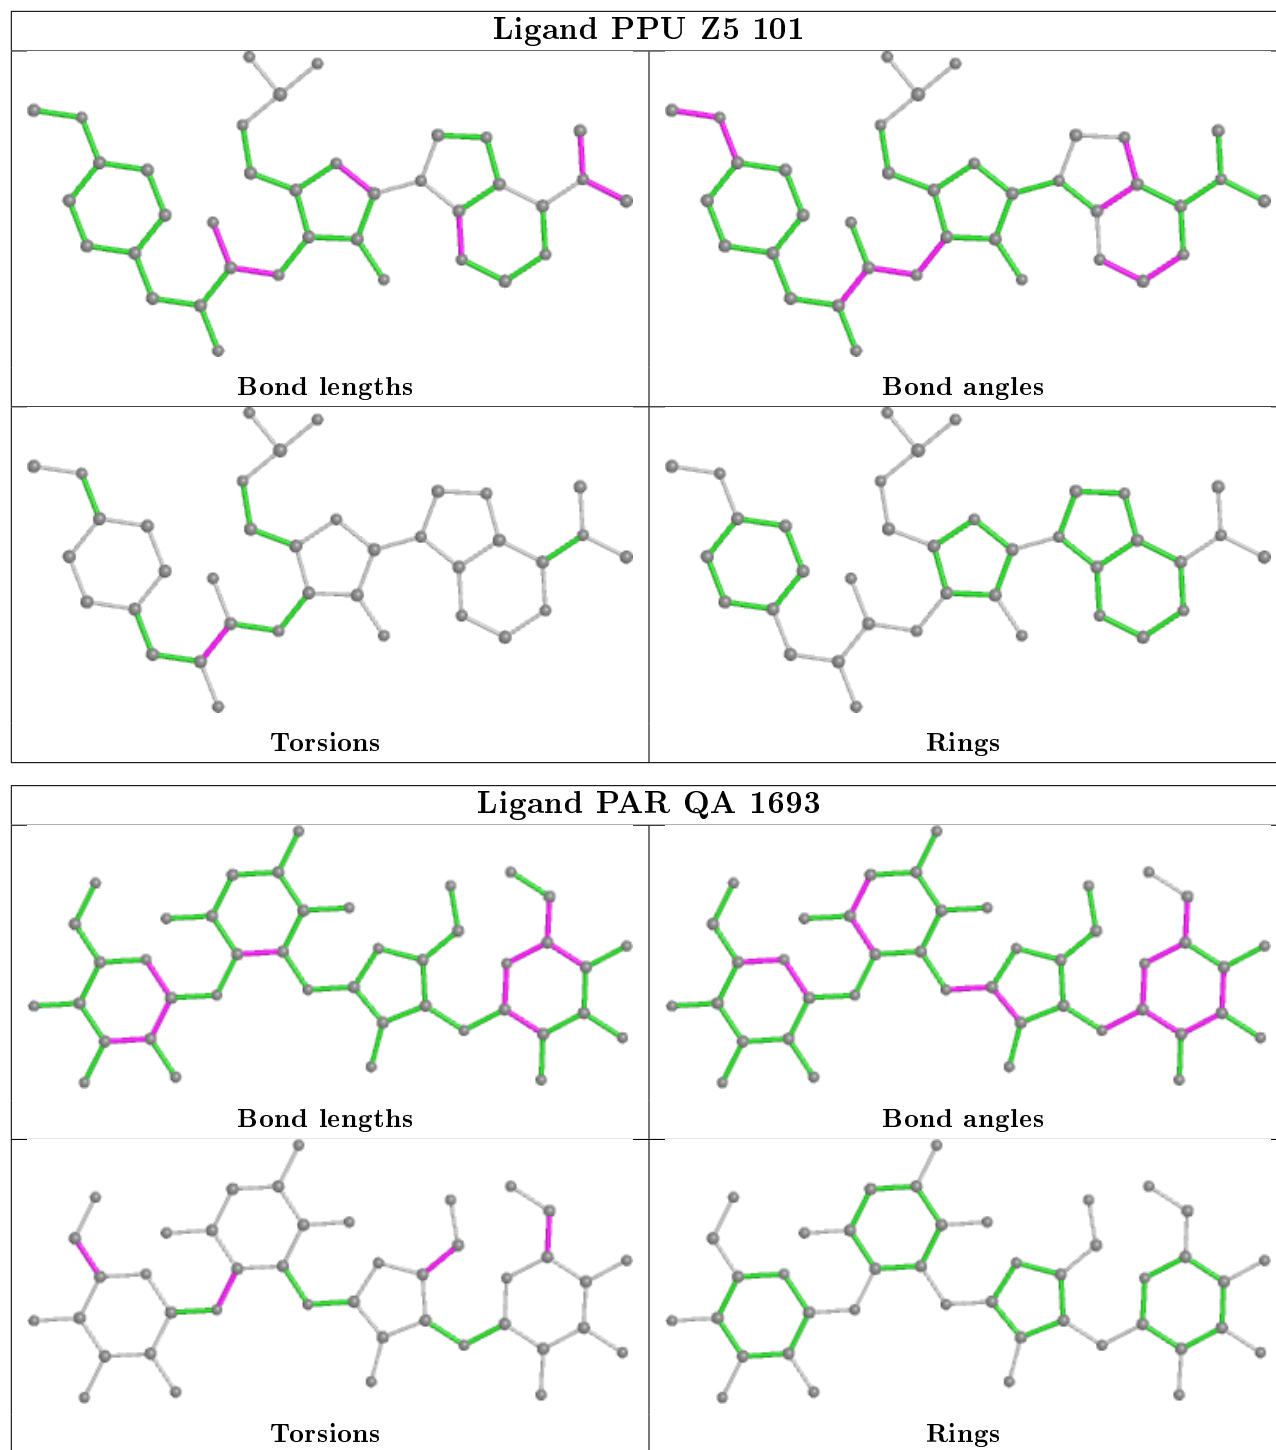 Ligand PPU Z5 101
Bond lengths
Bond angles
Torsions
Rings
Ligand PAR QA 1693
Bond lengths
Bond angles
Torsions
Rings